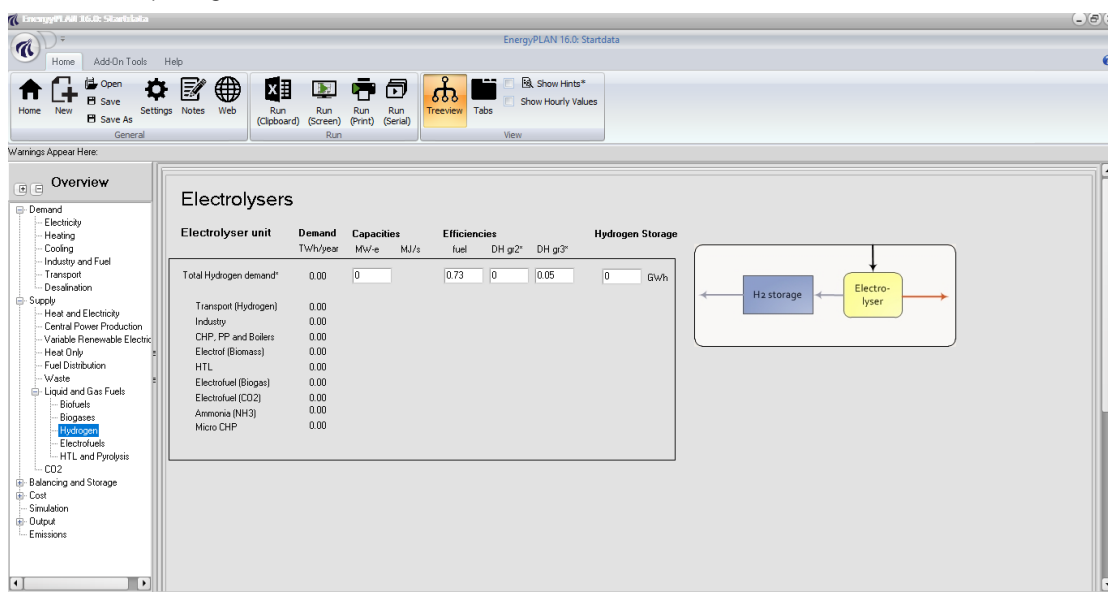 EnergyPLAN 16.0: Startdata
EnergyPLAN 16.0: Startdata
Home Add-On Tools Help
Home New Open Save Save As Settings Notes Web
General
Run (Clipboard) Run (Screen) Run (Print) Run (Serial)
Run
Treeview Tabs Show Hints* Show Hourly Values
View
Warnings Appear Here:
Overview
Demand
Electricity
Heating
Cooling
Industry and Fuel
Transport
Desalination
Supply
Heat and Electricity
Central Power Production
Variable Renewable Electric
Heat Only
Fuel Distribution
Waste
Liquid and Gas Fuels
Biofuels
Biogases
Hydrogen
Electrofuels
HTL and Pyrolysis
CO2
Balancing and Storage
Cost
Simulation
Output
Emissions
Electrolysers
Electrolyser unit Demand Capacities Efficiencies Hydrogen Storage
TWh/year MW-e MJ/s fuel DH gr2* DH gr3*
Total Hydrogen demand* 0.00 0 0.73 0 0.05 0 GWh
Transport (Hydrogen) 0.00
Industry 0.00
CHP, PP and Boilers 0.00
Electrof (Biomass) 0.00
HTL 0.00
Electrofuel (Biogas) 0.00
Electrofuel (CO2) 0.00
Ammonia (NH3) 0.00
Micro CHP 0.00
H2 storage
Electro-
lyser